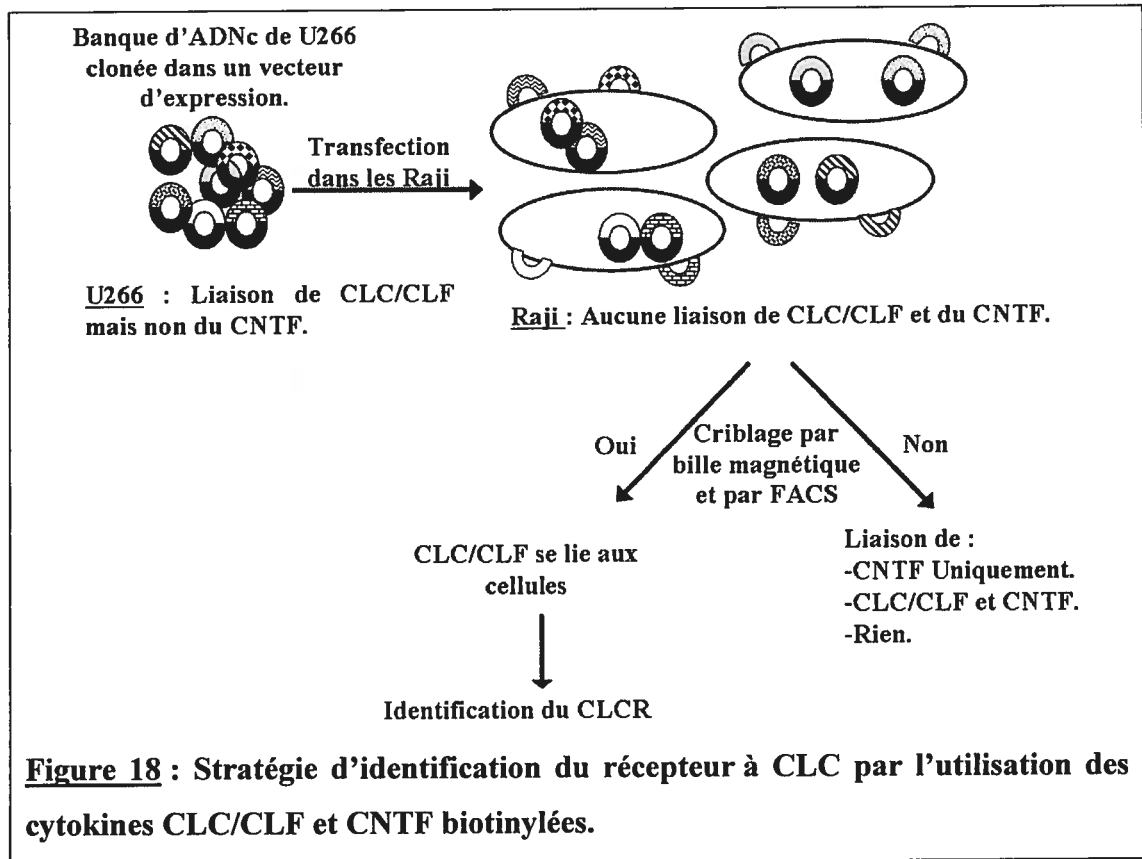 Banque d'ADNc de U266
clonée dans un vecteur
d'expression.
Transfection
dans les Raji
U266 : Liaison de CLC/CLF
mais non du CNTF.
Raji : Aucune liaison de CLC/CLF et du CNTF.
Oui
Criblage par
bille magnétique
et par FACS
Non
CLC/CLF se lie aux
cellules
Liaison de :
-CNTF Uniquement.
-CLC/CLF et CNTF.
-Rien.
Identification du CLCR
Figure 18 : Stratégie d'identification du récepteur à CLC par l'utilisation des
cytokines CLC/CLF et CNTF biotinylées.